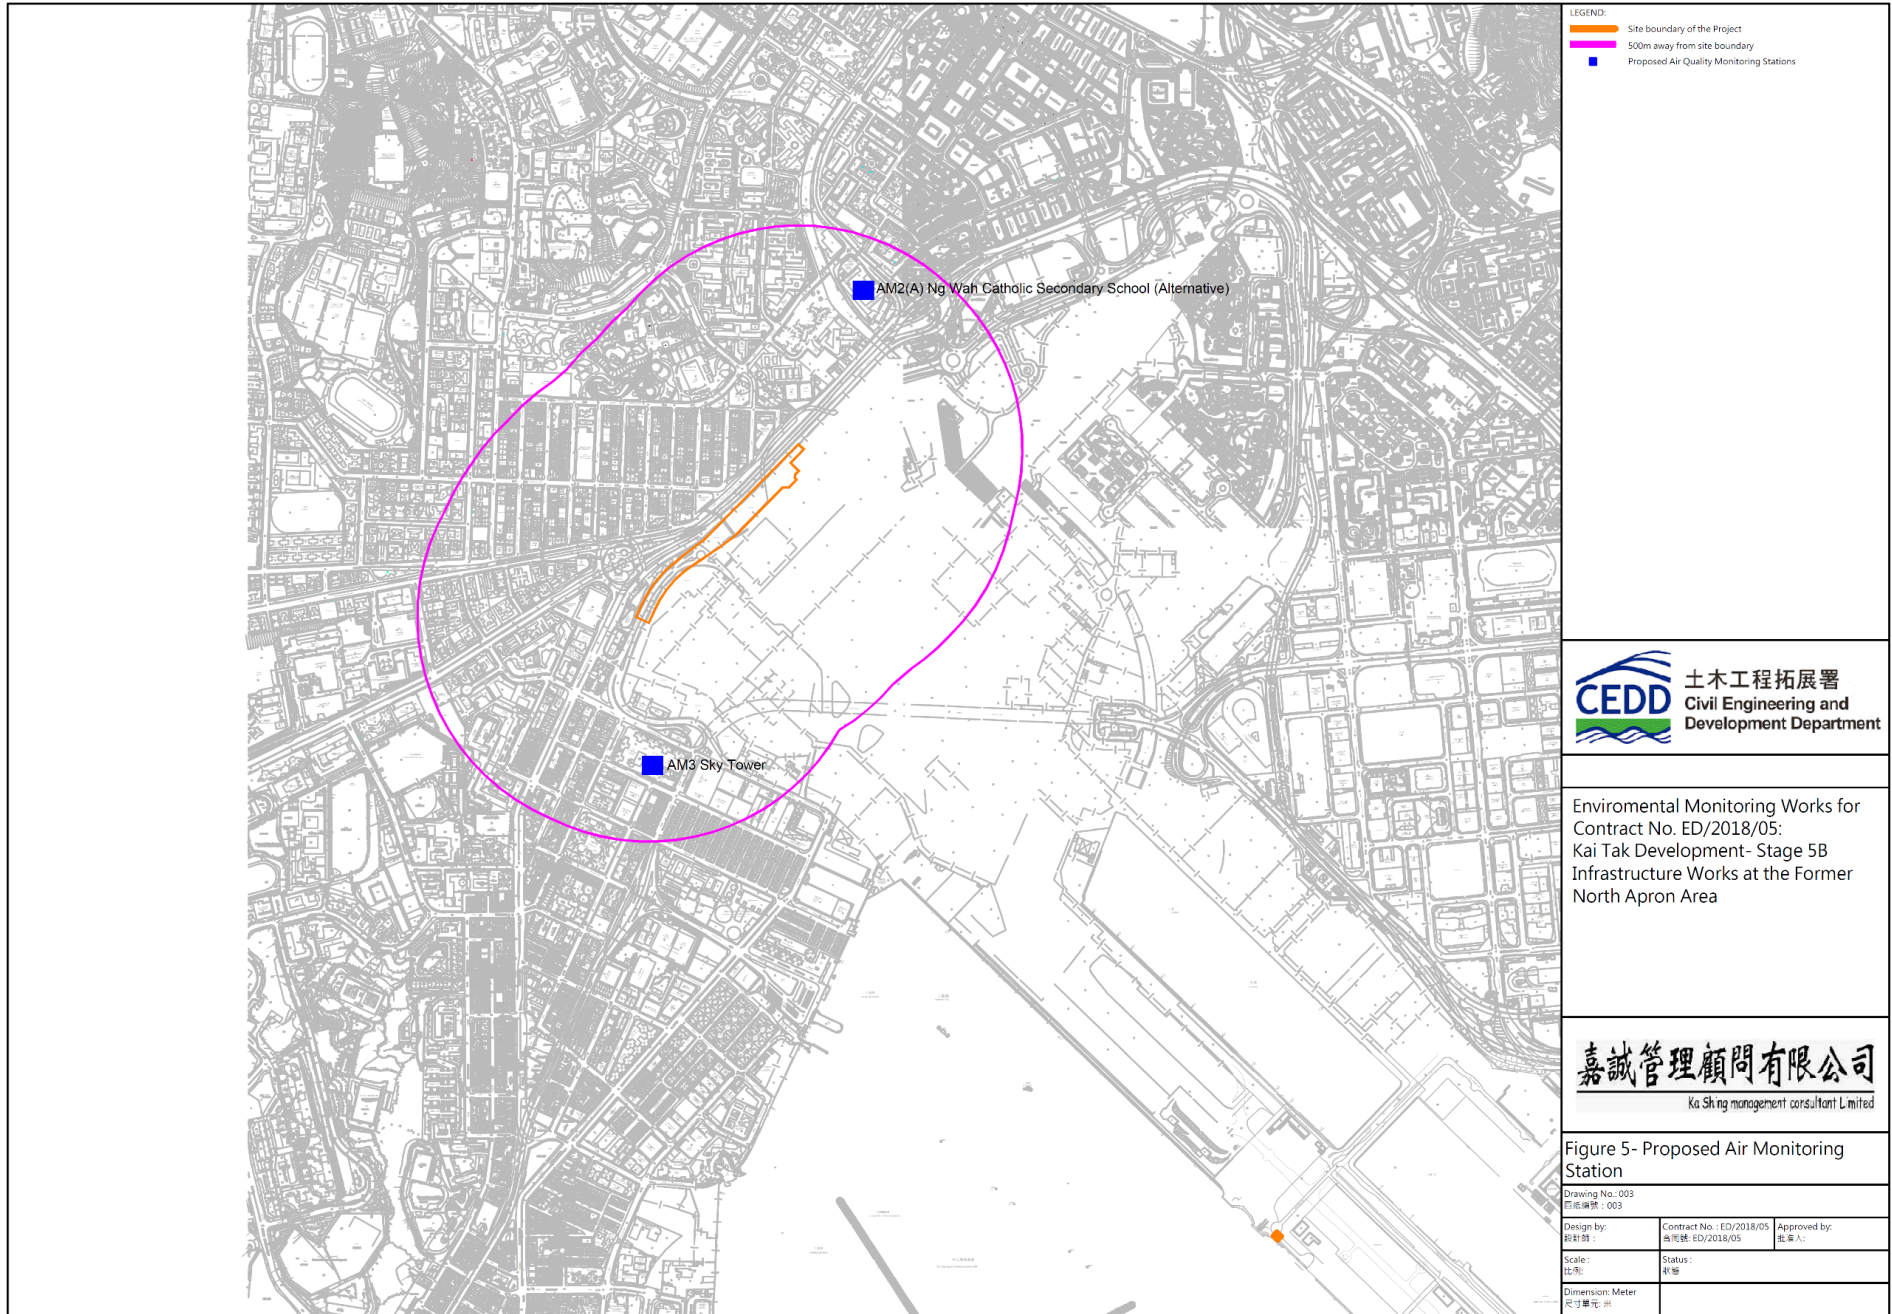 LEGEND:
Site boundary of the Project
500m away from site boundary
Proposed Air Quality Monitoring Stations
AM2(A) Ng Wah Catholic Secondary School (Alternative)
AM3 Sky Tower
CEDD
土木工程拓展署
Civil Engineering and
Development Department
Enviromental Monitoring Works for
Contract No. ED/2018/05:
Kai Tak Development- Stage 5B
Infrastructure Works at the Former
North Apron Area
嘉誠管理顧問有限公司
Ka Shing management consultant Limited
Figure 5- Proposed Air Monitoring
Station
Drawing No.: 003
圖紙編號 : 003
Design by:
設計師 :
Contract No. : ED/2018/05
合同號: ED/2018/05
Approved by:
批准人:
Scale :
比例:
Status :
狀態
Dimension: Meter
尺寸單元: 米